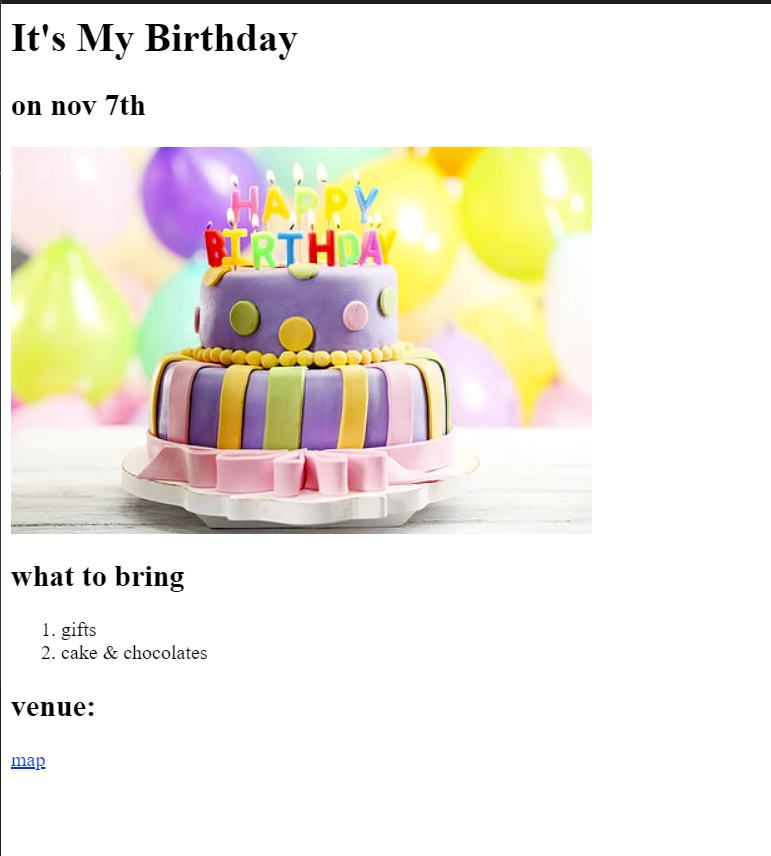 It's My Birthday
on nov 7th
HAPPY
BIRTHDAY
what to bring
1. gifts
2. cake & chocolates
venue:
map